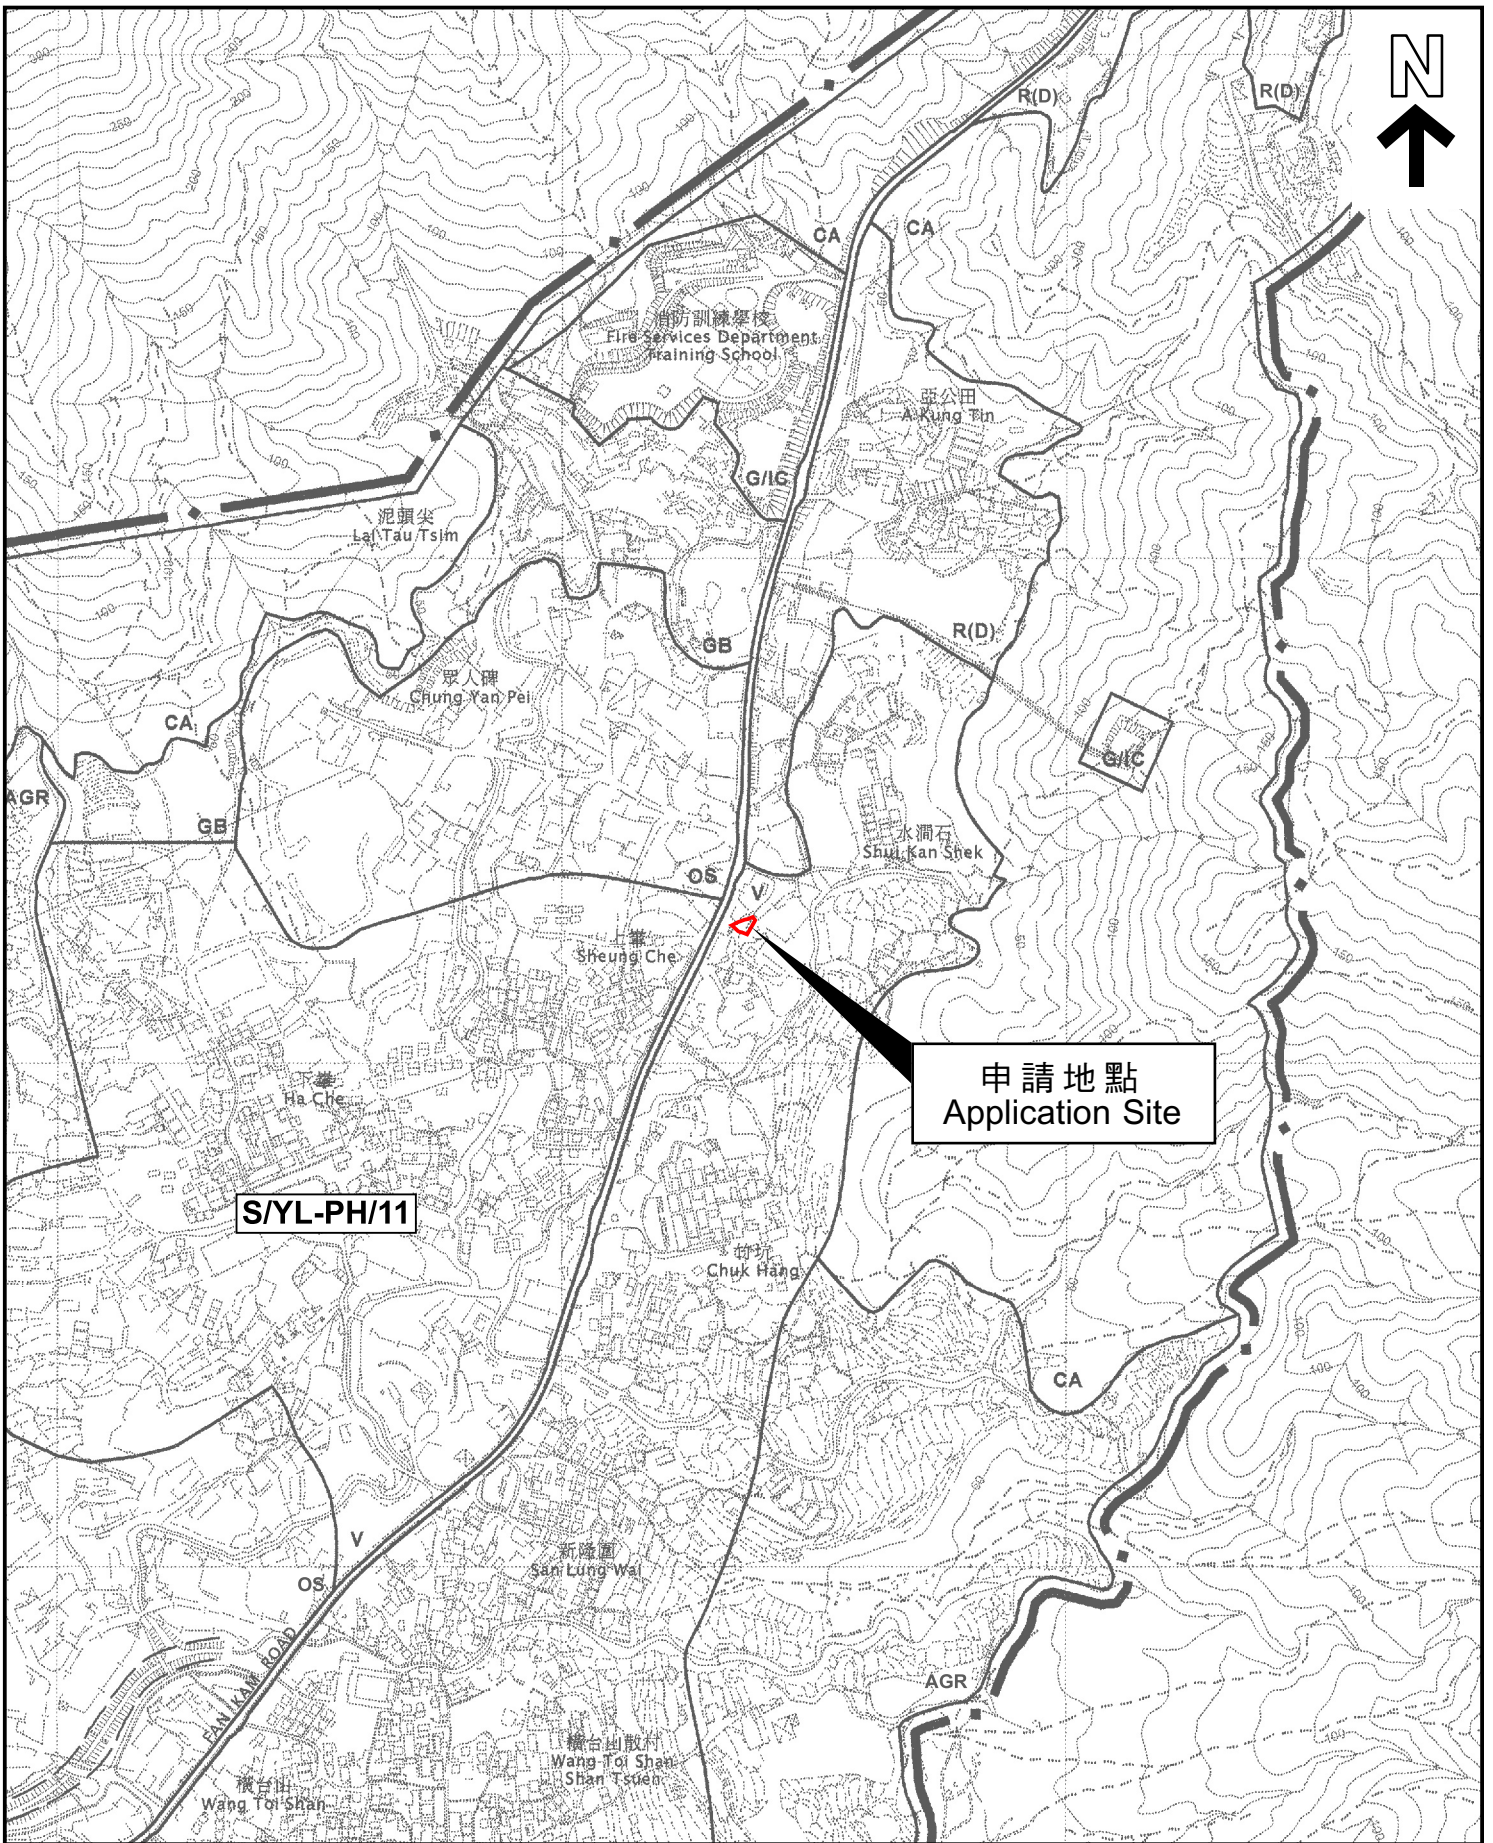 N
R(D)
R(D)
CA
CA
消防訓練學校
Fire Services Department
Training School
亞公田
A Kung Tin
G/IC
泥頭尖
Lai Tau Tsim
R(D)
GB
眾人碑
Chung Yan Pei
CA
G/IC
AGR
GB
水澗石
Shui Kan Shek
OS
V
上輋
Sheung Che
申請地點
Application Site
下輋
Ha Che
S/YL-PH/11
竹坑
Chuk Hang
CA
V
新隆圍
San Lung Wai
OS
FAN KAM ROAD
AGR
橫台山散村
Wang Toi Shan
Shan Tsuen
橫台山
Wang Toi Shan